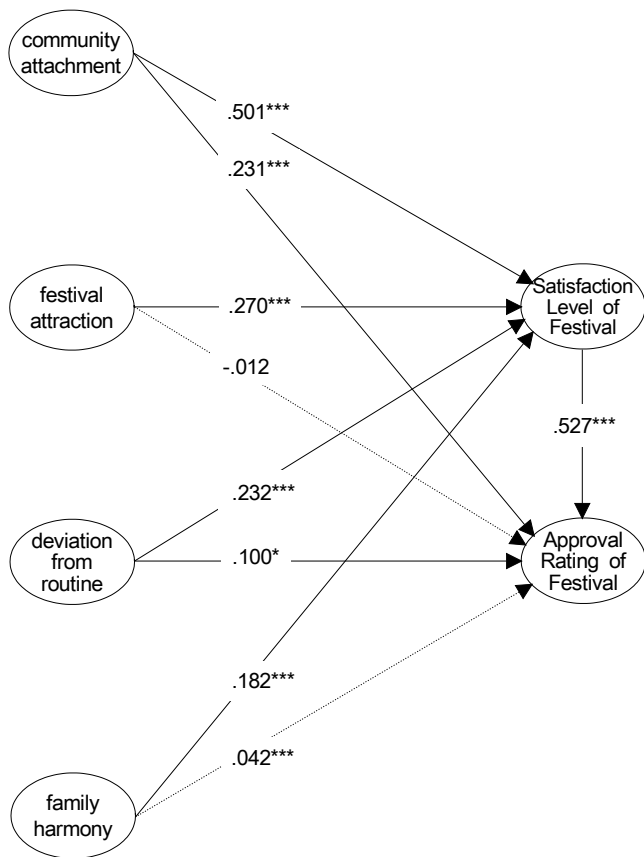 community
attachment
.501***
.231***
festival
attraction
.270***
Satisfaction
Level of
Festival
-.012
.527***
.232***
deviation
from
routine
.100*
Approval
Rating of
Festival
.182***
.042***
family
harmony